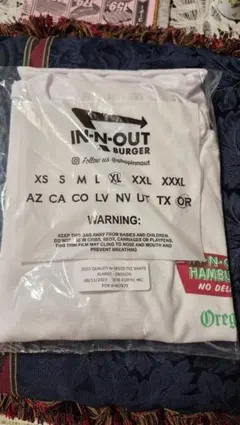 IN-N-OUT
BURGER
Follow us @shopinnout
XS S M L XL XXL XXXL
AZ CA CO LV NV UT TX OR
WARNING:
KEEP THIS BAG AWAY FROM BABIES AND CHILDREN.
DO NOT USE IN CRIBS, BEDS, CARRIAGES OR PLAYPENS.
THIS THIN FILM MAY CLING TO NOSE AND MOUTH AND
PREVENT BREATHING
HAMBU
NO DEL
Oreg